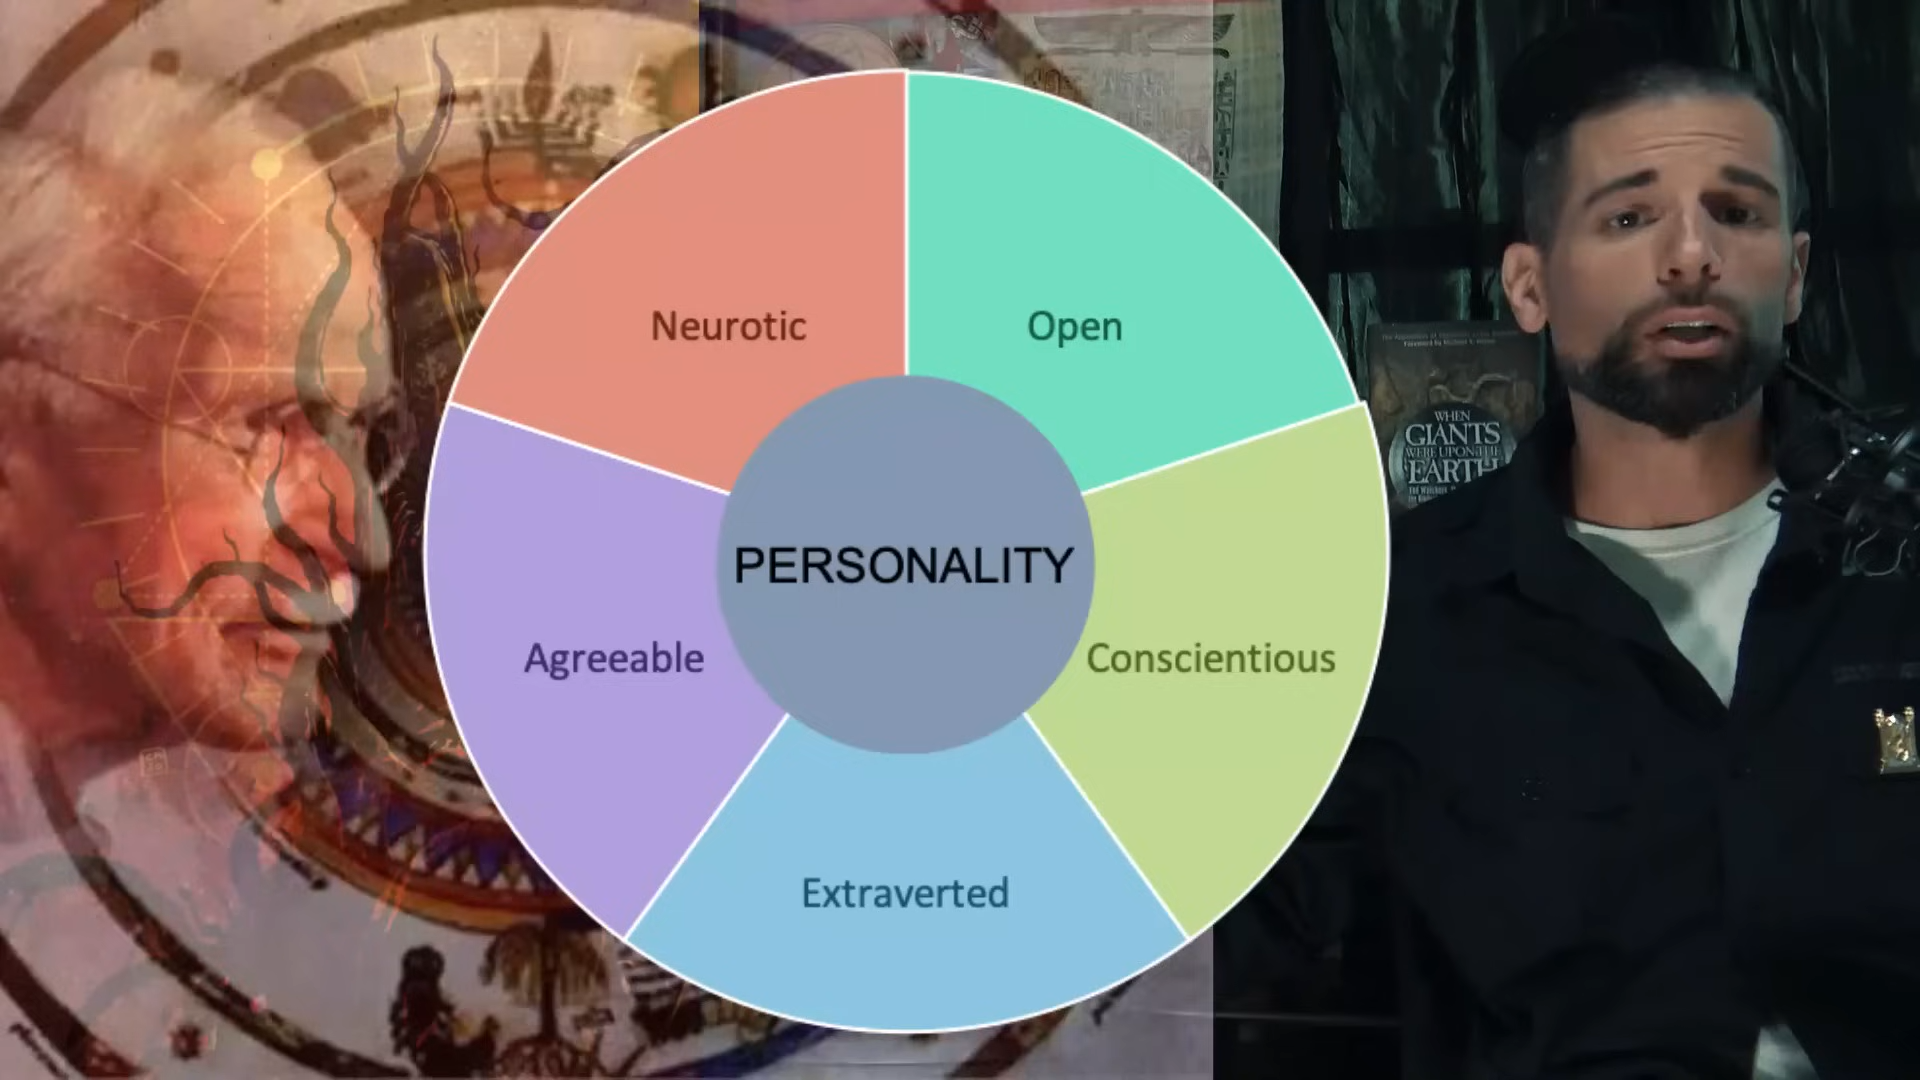 Neurotic
Open
PERSONALITY
Agreeable
Conscientious
Extraverted
WHEN
GIANTS
WERE UPON THE
EARTH